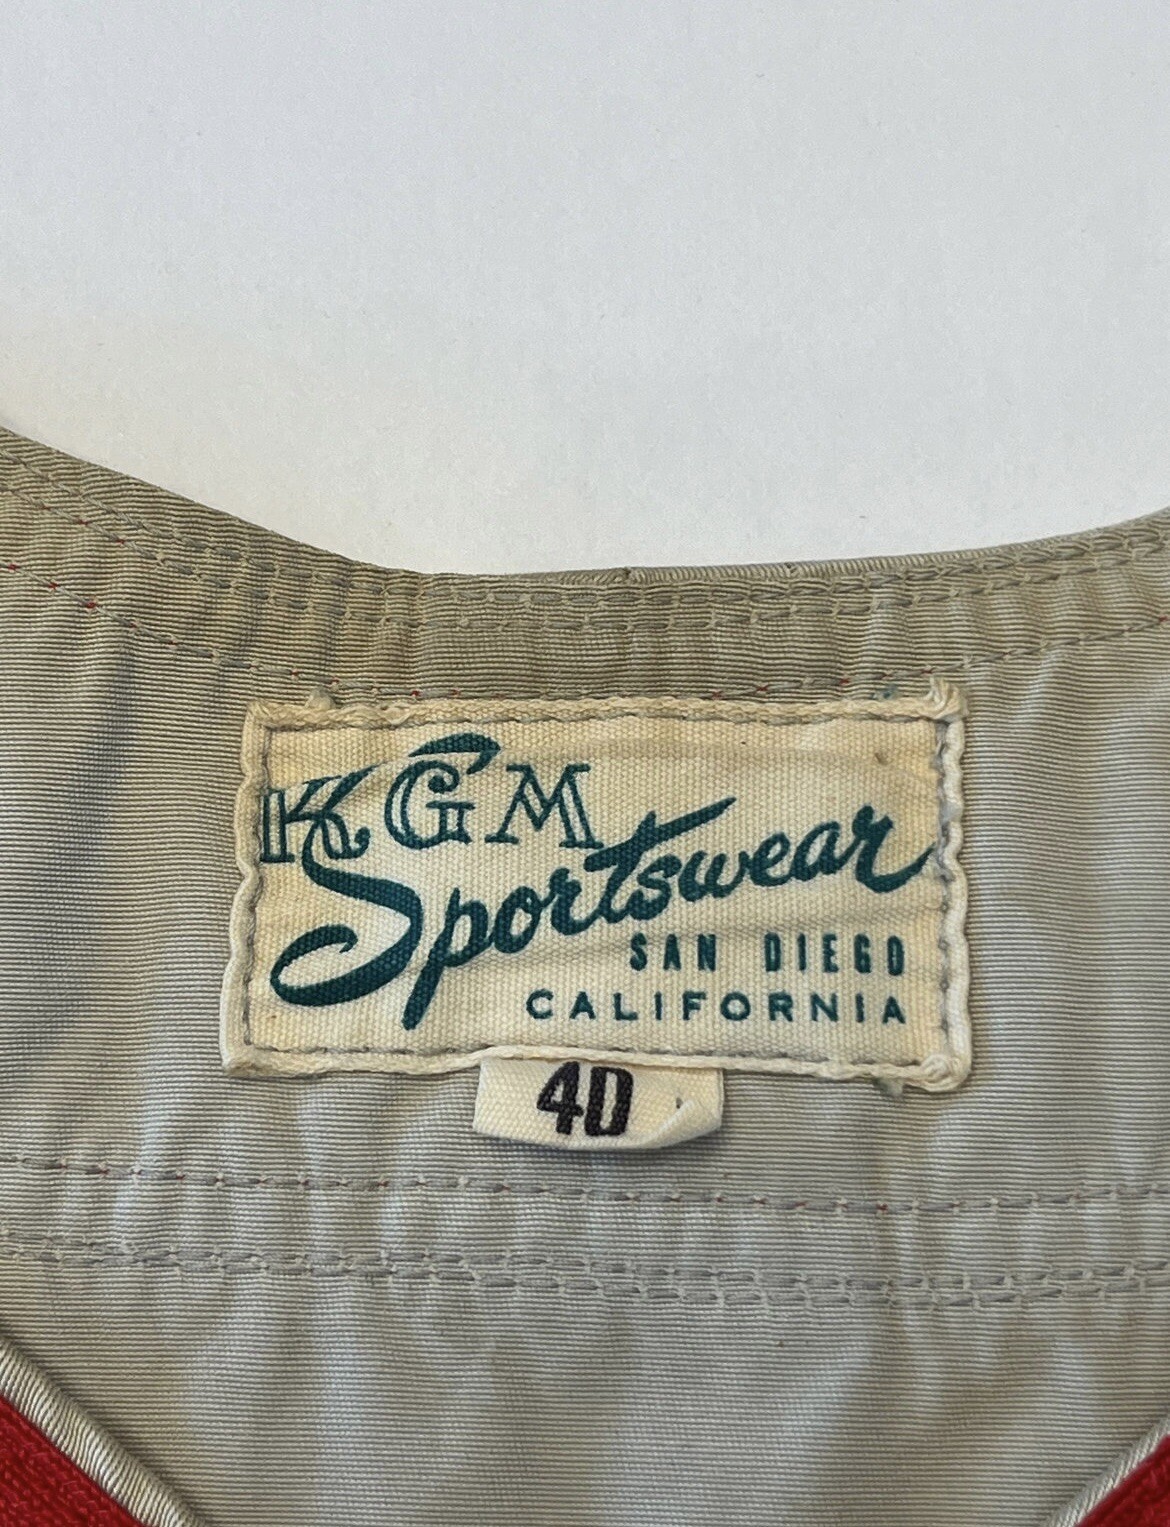 KGM
Sportswear
SAN DIEGO
CALIFORNIA
40